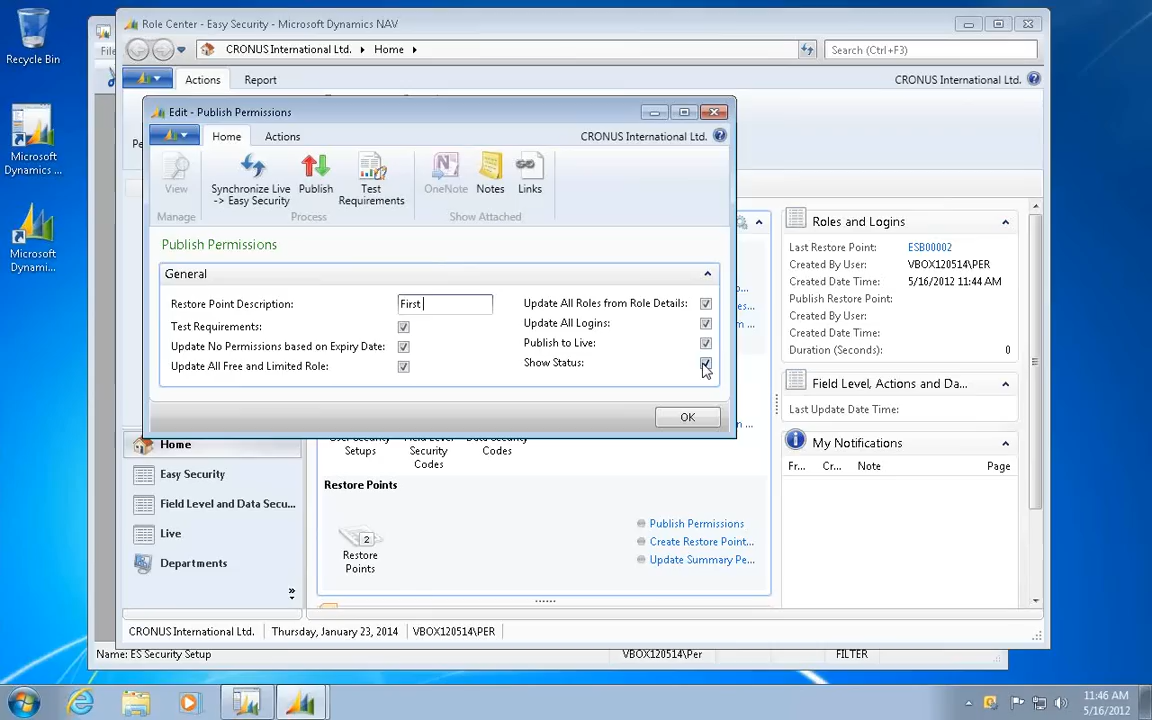 Recycle Bin
Microsoft
Dynamics ...
Microsoft
Dynami...
Role Center - Easy Security - Microsoft Dynamics NAV
File
CRONUS International Ltd.
Home
Search (Ctrl+F)
Actions
Report
CRONUS International Ltd.
Edit - Publish Permissions
Home
Actions
CRONUS International Ltd.
View
Synchronize Live
-> Easy Security
Publish
Test
Requirements
OneNote
Notes
Links
Manage
Process
Show Attached
Publish Permissions
General
Restore Point Description:
First
Test Requirements:
Update No Permissions based on Expiry Date:
Update All Free and Limited Role:
Update All Roles from Role Details:
Update All Logins:
Publish to Live:
Show Status:
OK
Roles and Logins
Last Restore Point:
ESB00002
Created By User:
VBOX120514\PER
Created Date Time:
5/16/2012 11:44 AM
Publish Restore Point:
Created By User:
Created Date Time:
Duration (Seconds):
0
Field Level, Actions and Da...
Last Update Date Time:
My Notifications
Fr...
Cr...
Note
Page
Home
Easy Security
Field Level and Data Secu...
Live
Departments
Setups
Security
Codes
Codes
Restore Points
2
Restore
Points
Publish Permissions
Create Restore Point...
Update Summary Pe...
CRONUS International Ltd.
Thursday, January 23, 2014
VBOX120514\PER
Name: ES Security Setup
VBOX120514\Per
FILTER
11:46 AM
5/16/2012